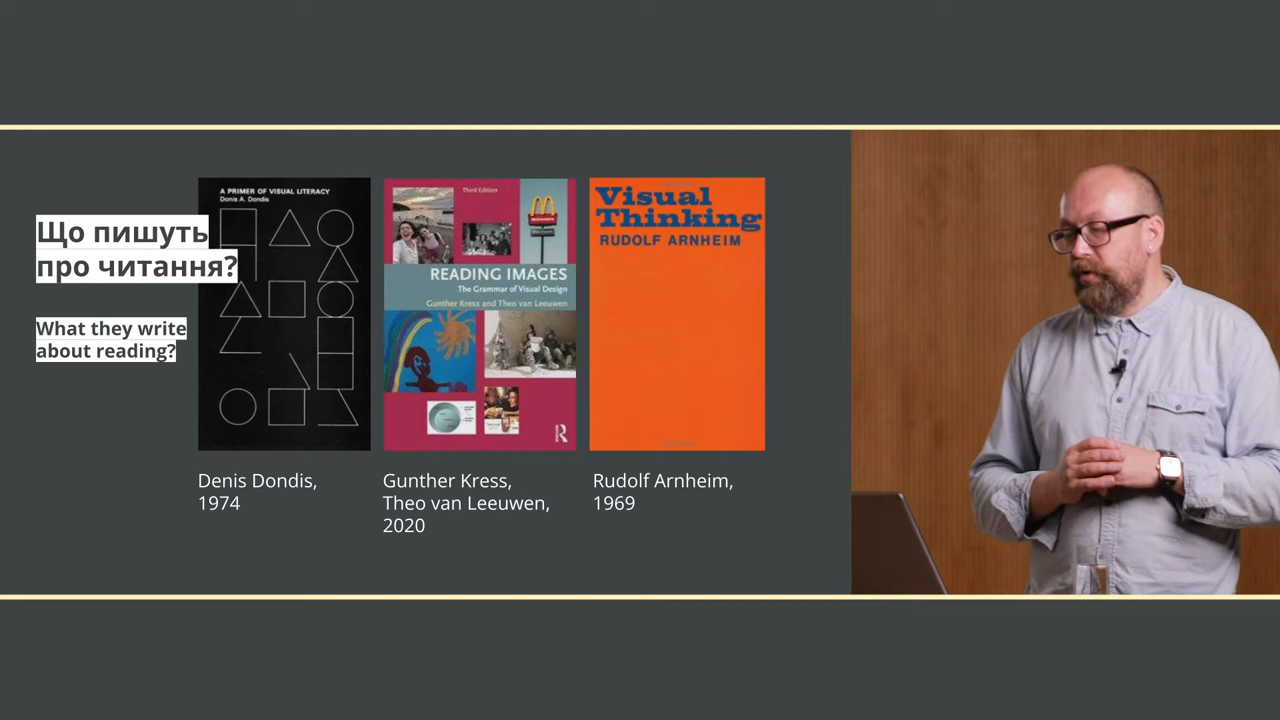 Що пишуть
про читання?
What they write
about reading?
A PRIMER OF VISUAL LITERACY
Donis A. Dondis
Third Edition
McDonald's
READING IMAGES
The Grammar of Visual Design
Gunther Kress and Theo van Leeuwen
R
Visual
Thinking
RUDOLF ARNHEIM
Denis Dondis,
1974
Gunther Kress,
Theo van Leeuwen,
2020
Rudolf Arnheim,
1969